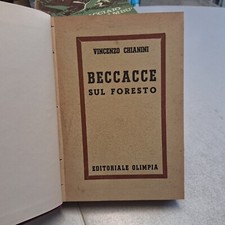 VINCENZO CHIANINI
BECCACCE
SUL FORESTO
EDITORIALE OLIMPIA